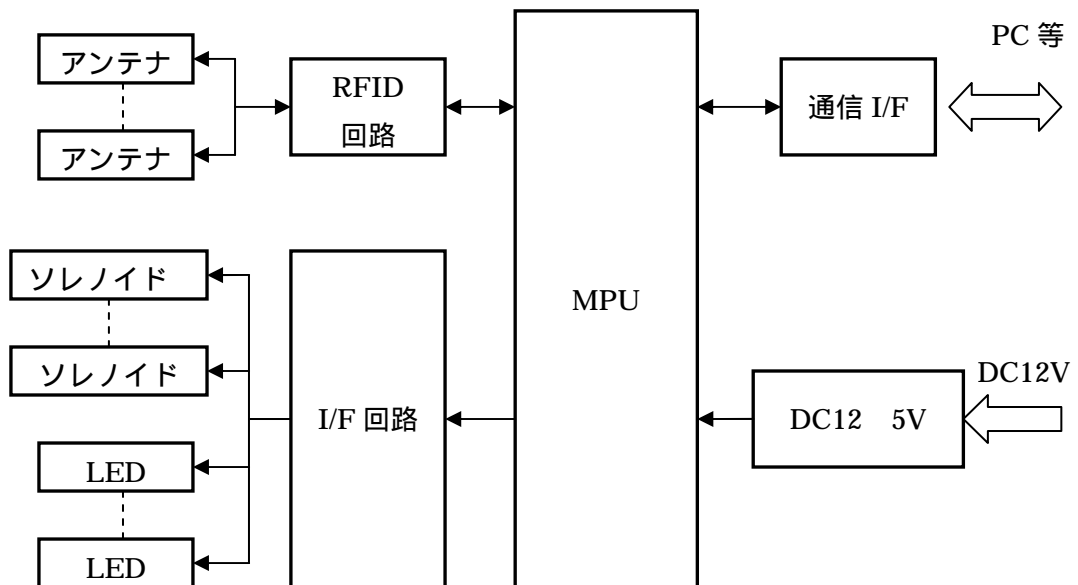 PC 等
アンテナ
RFID
回路
通信 I/F
アンテナ
ソレノイド
MPU
ソレノイド
DC12V
I/F 回路
DC12 5V
LED
LED